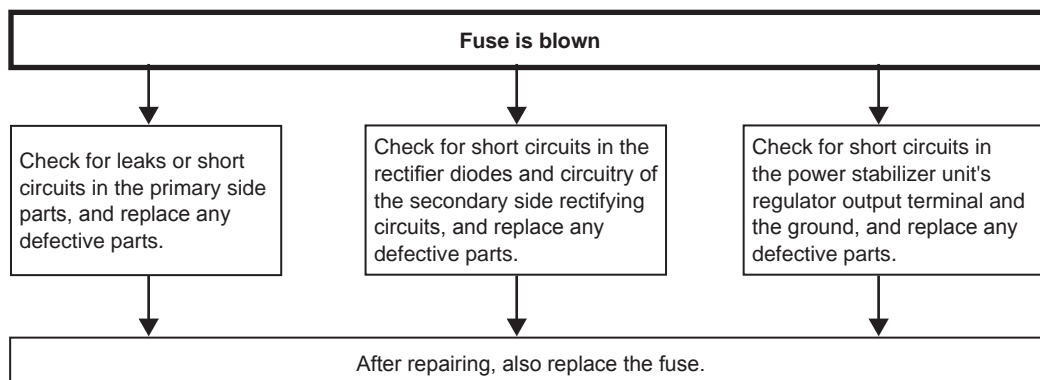 Fuse is blown
Check for leaks or short
circuits in the primary side
parts, and replace any
defective parts.
Check for short circuits in the
rectifier diodes and circuitry of
the secondary side rectifying
circuits, and replace any
defective parts.
Check for short circuits in
the power stabilizer unit's
regulator output terminal and
the ground, and replace any
defective parts.
After repairing, also replace the fuse.